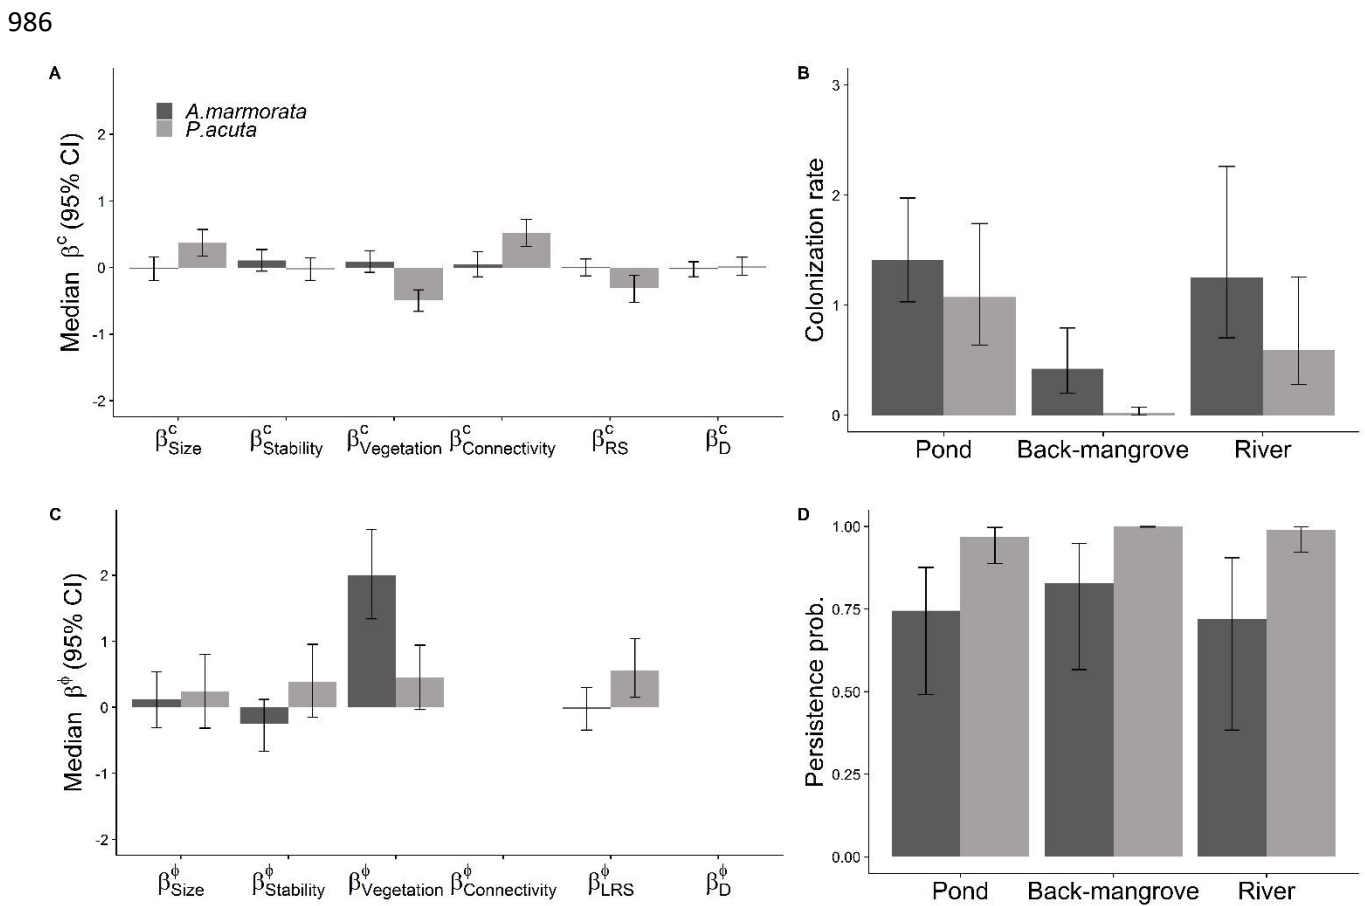 986
A
A.marmorata
P.acuta
Median β^c (95% CI)
2
1
0
-1
-2
β^c_Size β^c_Stability β^c_Vegetation β^c_Connectivity β^c_RS β^c_D
B
Colonization rate
3
2
1
0
Pond Back-mangrove River
C
Median β^ϕ (95% CI)
2
1
0
-1
-2
β^ϕ_Size β^ϕ_Stability β^ϕ_Vegetation β^ϕ_Connectivity β^ϕ_LRS β^ϕ_D
D
Persistence prob.
1.00
0.75
0.50
0.25
0.00
Pond Back-mangrove River